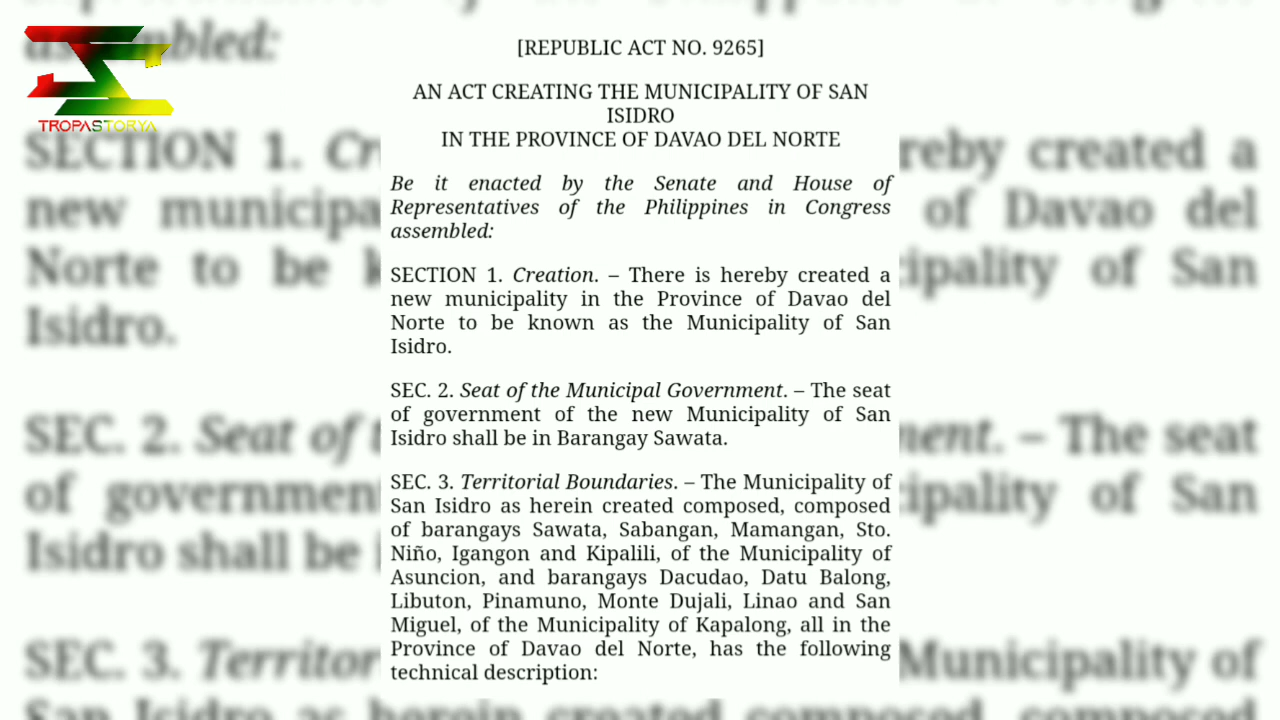 TROPASTORYA
[REPUBLIC ACT NO. 9265]
AN ACT CREATING THE MUNICIPALITY OF SAN
ISIDRO
IN THE PROVINCE OF DAVAO DEL NORTE
Be it enacted by the Senate and House of
Representatives of the Philippines in Congress
assembled:
SECTION 1. Creation. – There is hereby created a
new municipality in the Province of Davao del
Norte to be known as the Municipality of San
Isidro.
SEC. 2. Seat of the Municipal Government. – The seat
of government of the new Municipality of San
Isidro shall be in Barangay Sawata.
SEC. 3. Territorial Boundaries. – The Municipality of
San Isidro as herein created composed, composed
of barangays Sawata, Sabangan, Mamangan, Sto.
Niño, Igangon and Kipalili, of the Municipality of
Asuncion, and barangays Dacudao, Datu Balong,
Libuton, Pinamuno, Monte Dujali, Linao and San
Miguel, of the Municipality of Kapalong, all in the
Province of Davao del Norte, has the following
technical description: